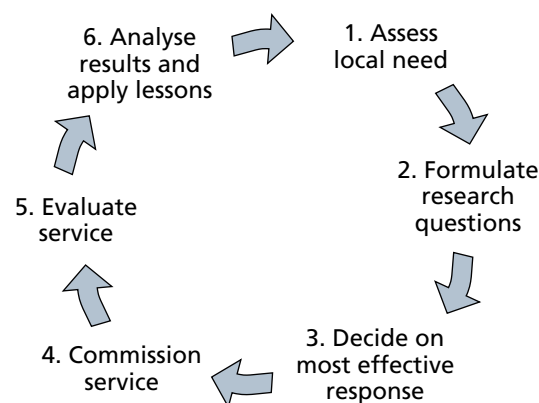 1. Assess
local need
2. Formulate
research
questions
3. Decide on
most effective
response
4. Commission
service
5. Evaluate
service
6. Analyse
results and
apply lessons